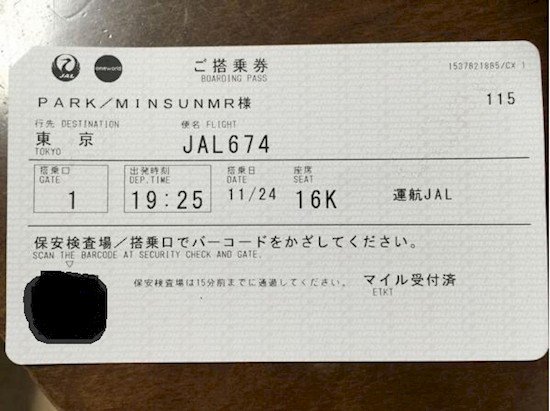 JAL
oneworld
ご搭乗券
BOARDING PASS
1537821885/CX 1
PARK/MINSUNMR様
115
行先 DESTINATION
便名 FLIGHT
東 京
TOKYO
JAL674
搭乗口
GATE
1
出発時刻
DEP.TIME
19:25
搭乗日
DATE
11/24
座席
SEAT
16K
運航JAL
保安検査場/搭乗口でバーコードをかざしてください。
SCAN THE BARCODE AT SECURITY CHECK AND GATE.
保安検査場は15分前までに通過してください。
マイル受付済
ETKT